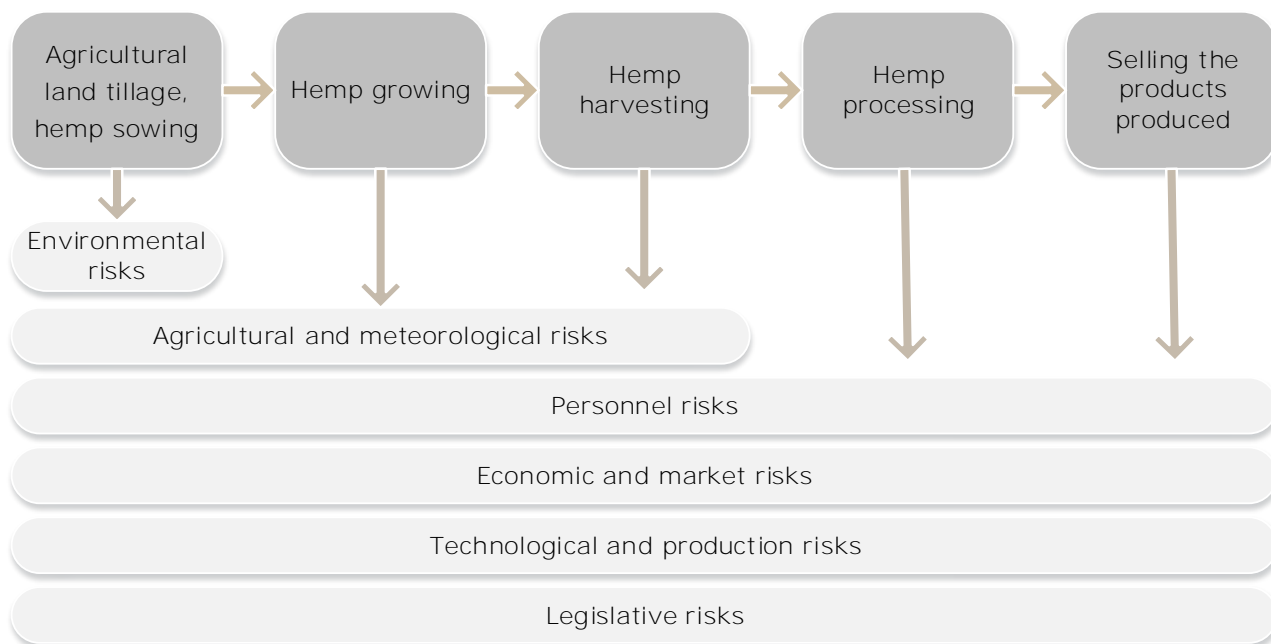 Agricultural
land tillage,
hemp sowing
Hemp growing
Hemp
harvesting
Hemp
processing
Selling the
products
produced
Environmental
risks
Agricultural and meteorological risks
Personnel risks
Economic and market risks
Technological and production risks
Legislative risks